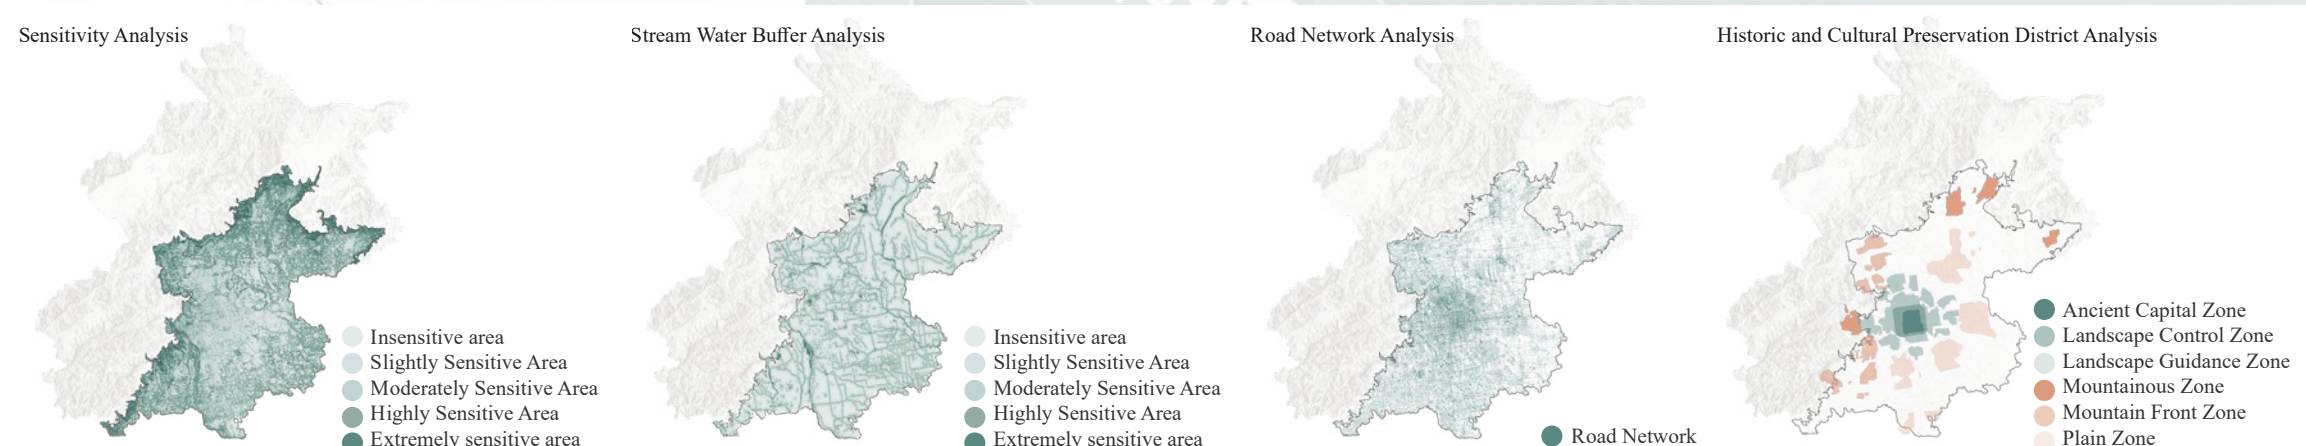 Sensitivity Analysis
Insensitive area
Slightly Sensitive Area
Moderately Sensitive Area
Highly Sensitive Area
Extremely sensitive area
Stream Water Buffer Analysis
Insensitive area
Slightly Sensitive Area
Moderately Sensitive Area
Highly Sensitive Area
Extremely sensitive area
Road Network Analysis
Road Network
Historic and Cultural Preservation District Analysis
Ancient Capital Zone
Landscape Control Zone
Landscape Guidance Zone
Mountainous Zone
Mountain Front Zone
Plain Zone